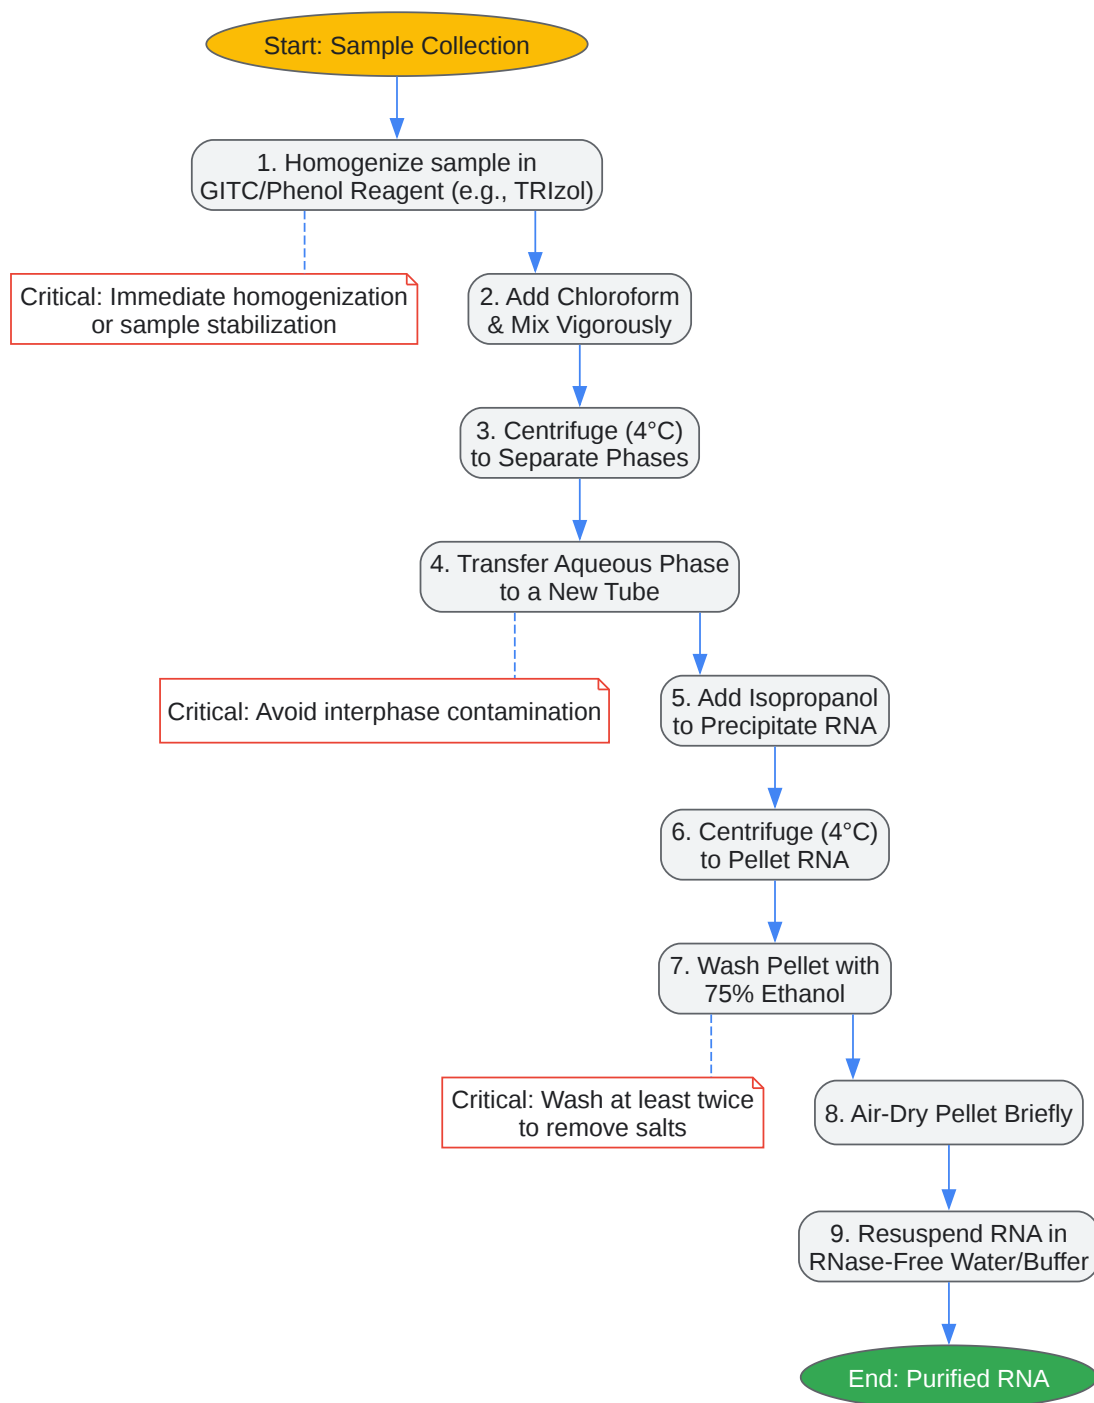 Start: Sample Collection
1. Homogenize sample in
GITC/Phenol Reagent (e.g., TRIzol)
Critical: Immediate homogenization
or sample stabilization
2. Add Chloroform
& Mix Vigorously
3. Centrifuge (4°C)
to Separate Phases
4. Transfer Aqueous Phase
to a New Tube
Critical: Avoid interphase contamination
5. Add Isopropanol
to Precipitate RNA
6. Centrifuge (4°C)
to Pellet RNA
7. Wash Pellet with
75% Ethanol
Critical: Wash at least twice
to remove salts
8. Air-Dry Pellet Briefly
9. Resuspend RNA in
RNase-Free Water/Buffer
End: Purified RNA